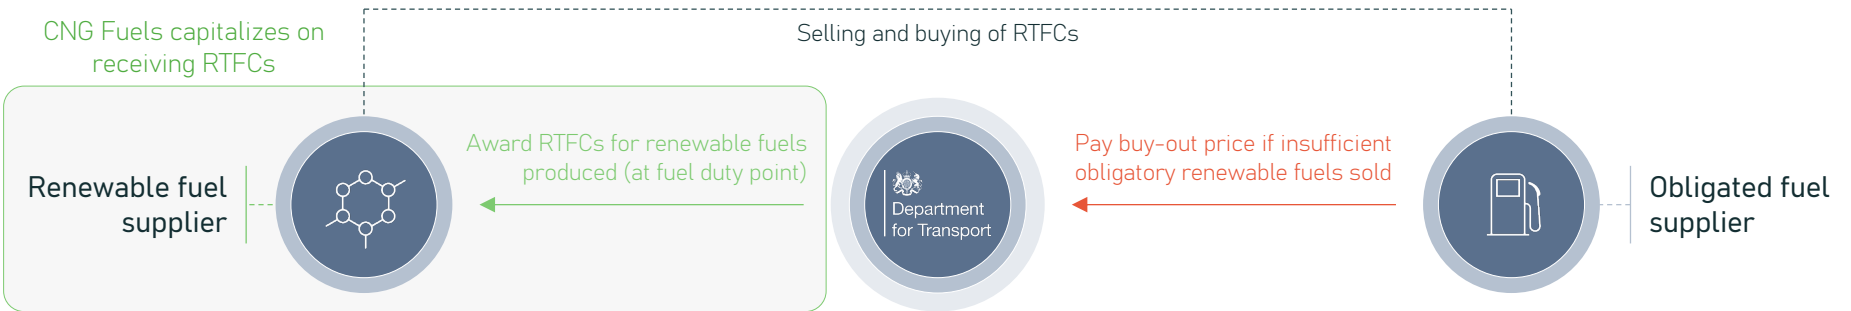 CNG Fuels capitalizes on
receiving RTFCs
Selling and buying of RTFCs
Renewable fuel
supplier
Award RTFCs for renewable fuels
produced (at fuel duty point)
Department
for Transport
Pay buy-out price if insufficient
obligatory renewable fuels sold
Obligated fuel
supplier